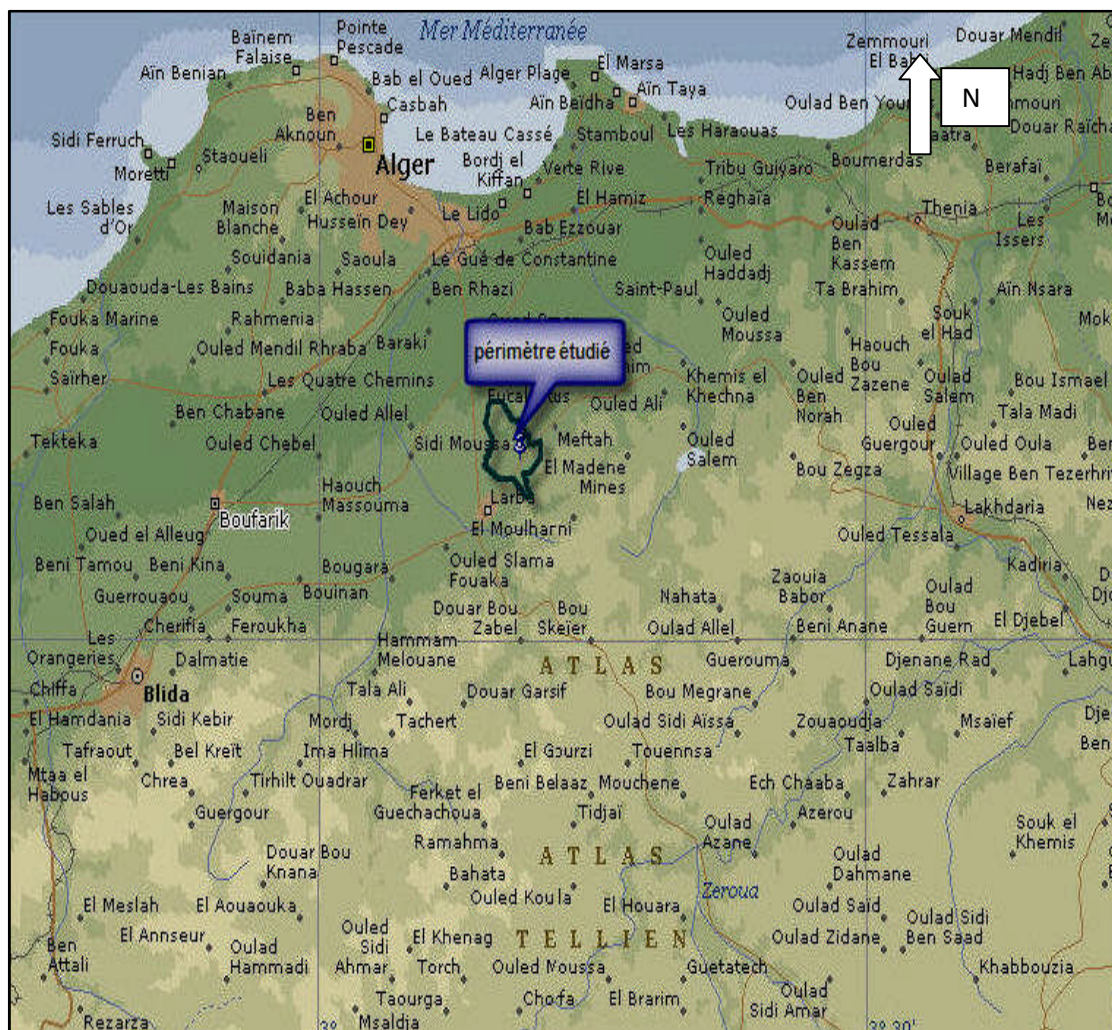 Mer Méditerranée
Pointe
Pescade
Baïnem
Falaise
Aïn Benian
Bab el Oued
Alger Plage
El Marsa
Aïn Taya
Aïn Beïdha
Zemmouri
Douar Mendil
N
Hadj Ben
Casbah
Ben
Aknoun
Le Bateau Cassé
Stamboul
Les Haraouas
Douar Raïcha
Sidi Ferruch
Moretti
Staoueli
Alger
Bordj el
Kiffan
Verte Rive
Tribu Guiyaro
Boumerdas
Berafaï
Les Sables
d'Or
Maison
Blanche
El Achour
Hussein Dey
Le Lido
El Hamiz
Reghaïa
Thenia
Les
Issers
Bab Ezzouar
Oulad
Ben
Kassem
Souidania
Saoula
Le Gué de Constantine
Ouled
Haddadj
Douaouda-Les Bains
Baba Hassen
Ben Rhazi
Saint-Paul
Ta Brahim
Aïn Nsara
Fouka Marine
Rahmenia
Ouled
Moussa
Souk
el Had
Fouka
Ouled Mendil Rhraba
Baraki
périmètre étudié
Haouch
Bou
Zazene
Saïrher
Les Quatre Chemins
Khemis el
Khechna
Ouled
Ben
Norah
Oulad
Salem
Bou Ismael
Ben Chabane
Ouled Allel
Ouled Ali
Tala Madi
Tekteka
Ouled Chebel
Sidi Moussa
Meftah
Ouled
Salem
Ouled
Guergour
Ouled Oula
El Madene
Mines
Bou Zegza
Village Ben Tezerhri
Ben Salah
Haouch
Massouma
Larba
Lakhdaria
Boufarik
El Moulharni
Oued el Alleug
Ouled Tessala
Beni Tamou
Beni Kina
Bougara
Ouled Slama
Fouaka
Zaouia
Babor
Kadiria
Guerrouaou
Souma
Bouinan
Douar Bou
Zabel
Bou
Skeïer
Nahata
Oulad
Bou
Guern
El Djebel
Cherifia
Feroukha
Oulad Allel
Beni Anane
Les
Orangeries
Dalmatie
Hammam
Melouane
ATLAS
Guerouma
Djenane Rad
Chiffa
Blida
Tala Ali
Douar Garsif
Bou Megrane
Oulad Saïdi
El Hamdania
Sidi Kebir
Mordj
Tachert
Oulad Sidi Aïssa
Zouaoudja
Msaïef
Tafraout
Bel Kreït
Ima Hlima
El Gourzi
Touennsa
Taalba
Mtaa el
Habous
Chrea
Tirhilt Ouadrar
Beni Belaaz
Mouchene
Ech Chaaba
Zahrar
Guergour
Ferket el
Guechachoua
Tidjaï
Azerou
Ramahma
Oulad
Azane
Souk el
Khemis
Douar Bou
Knana
ATLAS
Bahata
Oulad
Dahmane
Ouled Koula
Zeroua
El Meslah
El Aouaouka
El Houara
Oulad Saïd
Oulad Sidi
Ben Saad
El Annseur
Ouled
Sidi
Ahmar
El Khenag
TELLIEN
Oulad Zidane
Ben
Attali
Oulad
Hammadi
Torch
Ouled Moussa
Guetatech
Khabbouzia
Taourga
Chorfa
El Brarim
Oulad
Sidi Amar
Rezarza
Msaldja